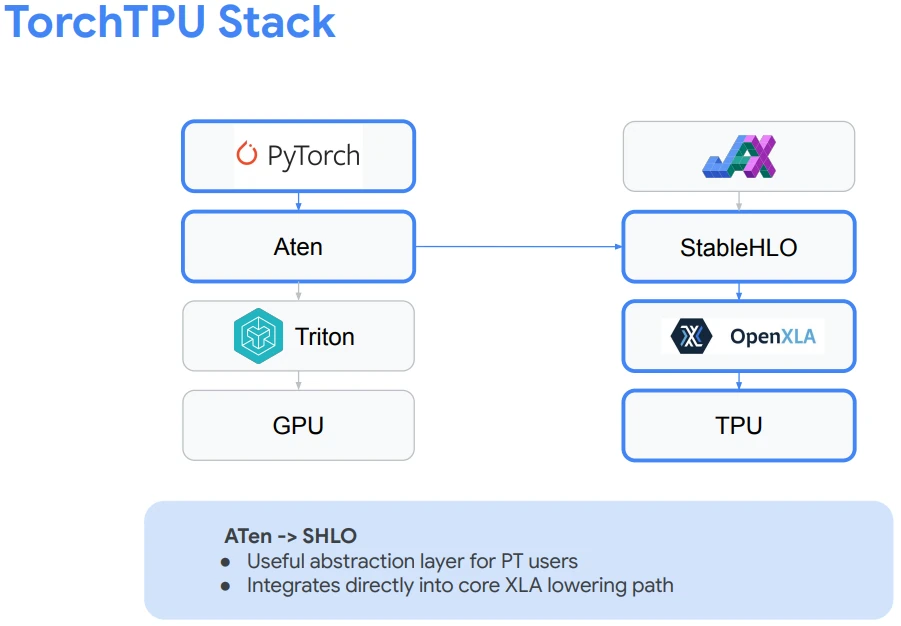 TorchTPU Stack
PyTorch
JAX
Aten
StableHLO
Triton
OpenXLA
GPU
TPU
ATen -> SHLO
● Useful abstraction layer for PT users
● Integrates directly into core XLA lowering path